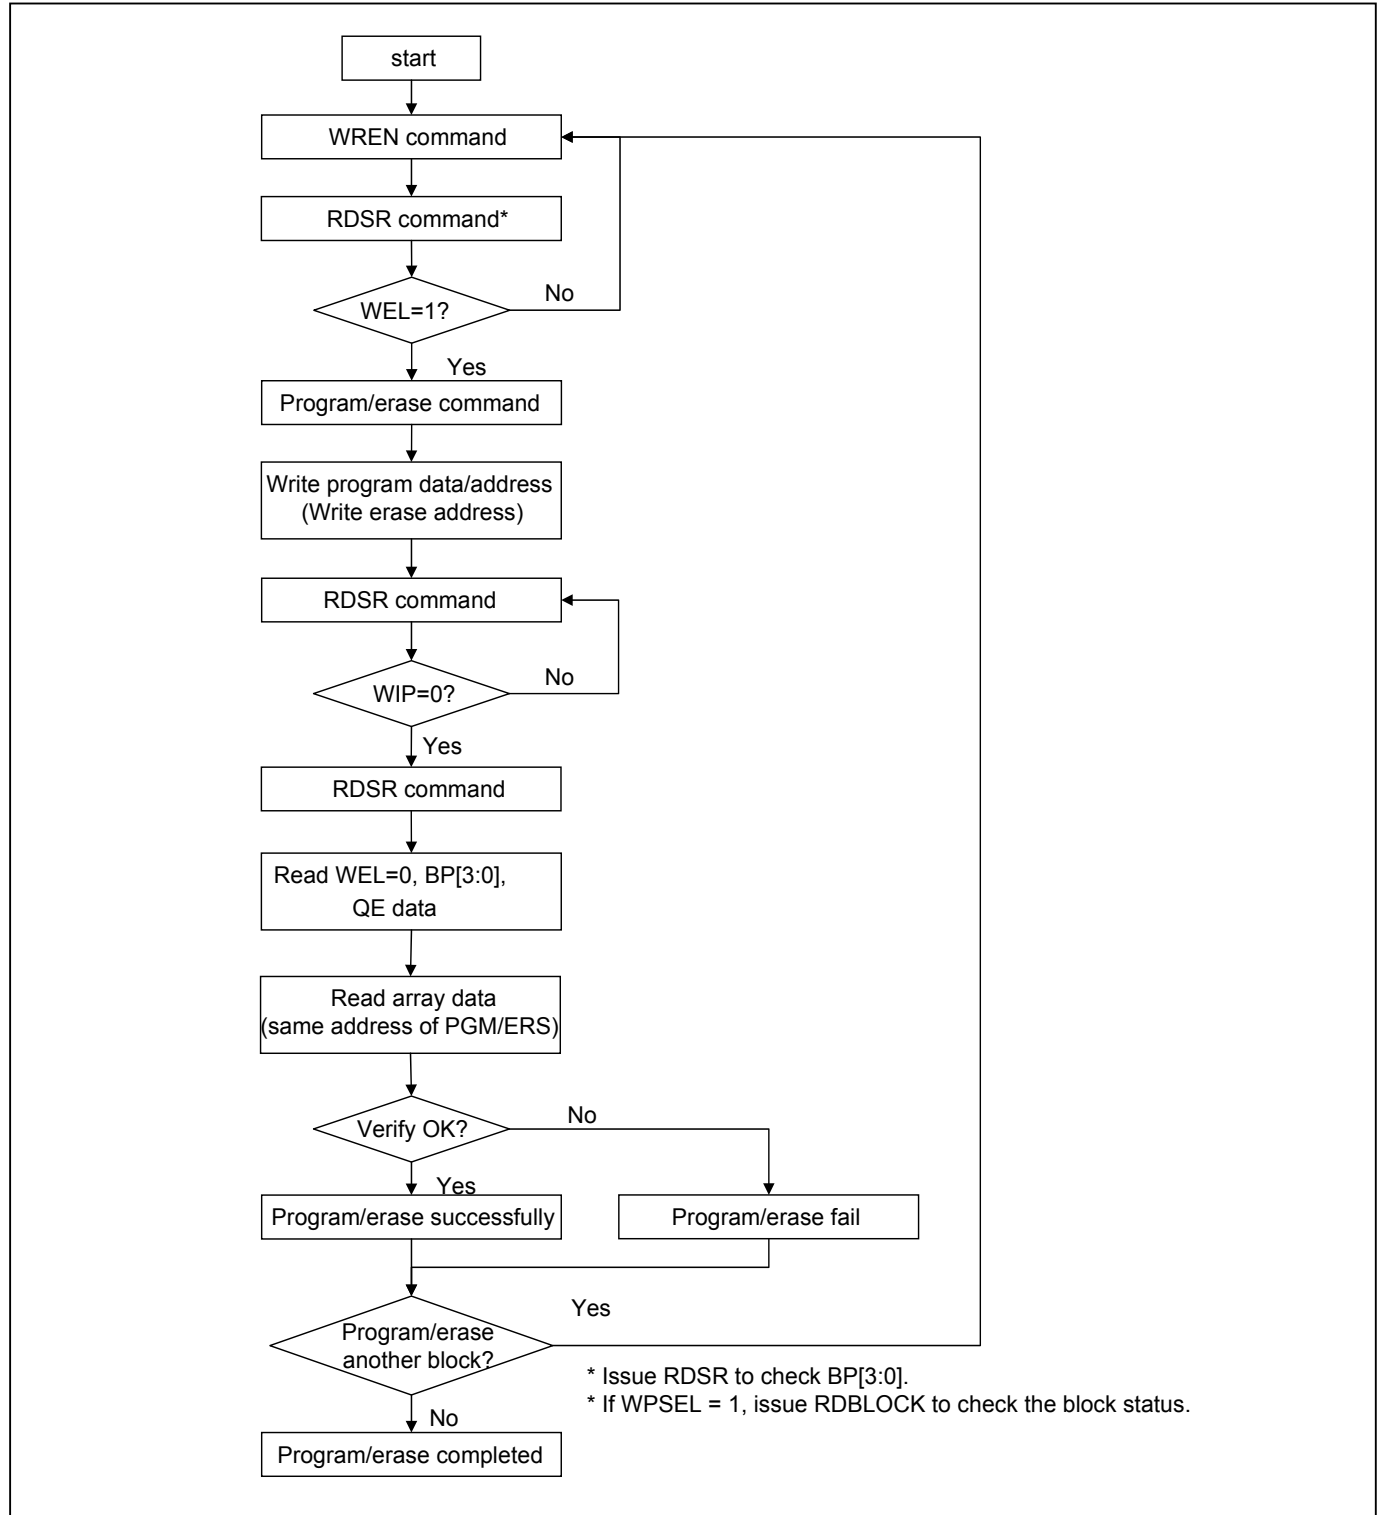 start
WREN command
RDSR command*
WEL=1?
No
Yes
Program/erase command
Write program data/address
(Write erase address)
RDSR command
WIP=0?
No
Yes
RDSR command
Read WEL=0, BP[3:0],
QE data
Read array data
(same address of PGM/ERS)
Verify OK?
No
Yes
Program/erase successfully
Program/erase fail
Yes
Program/erase
another block?
* Issue RDSR to check BP[3:0].
* If WPSEL = 1, issue RDBLOCK to check the block status.
No
Program/erase completed